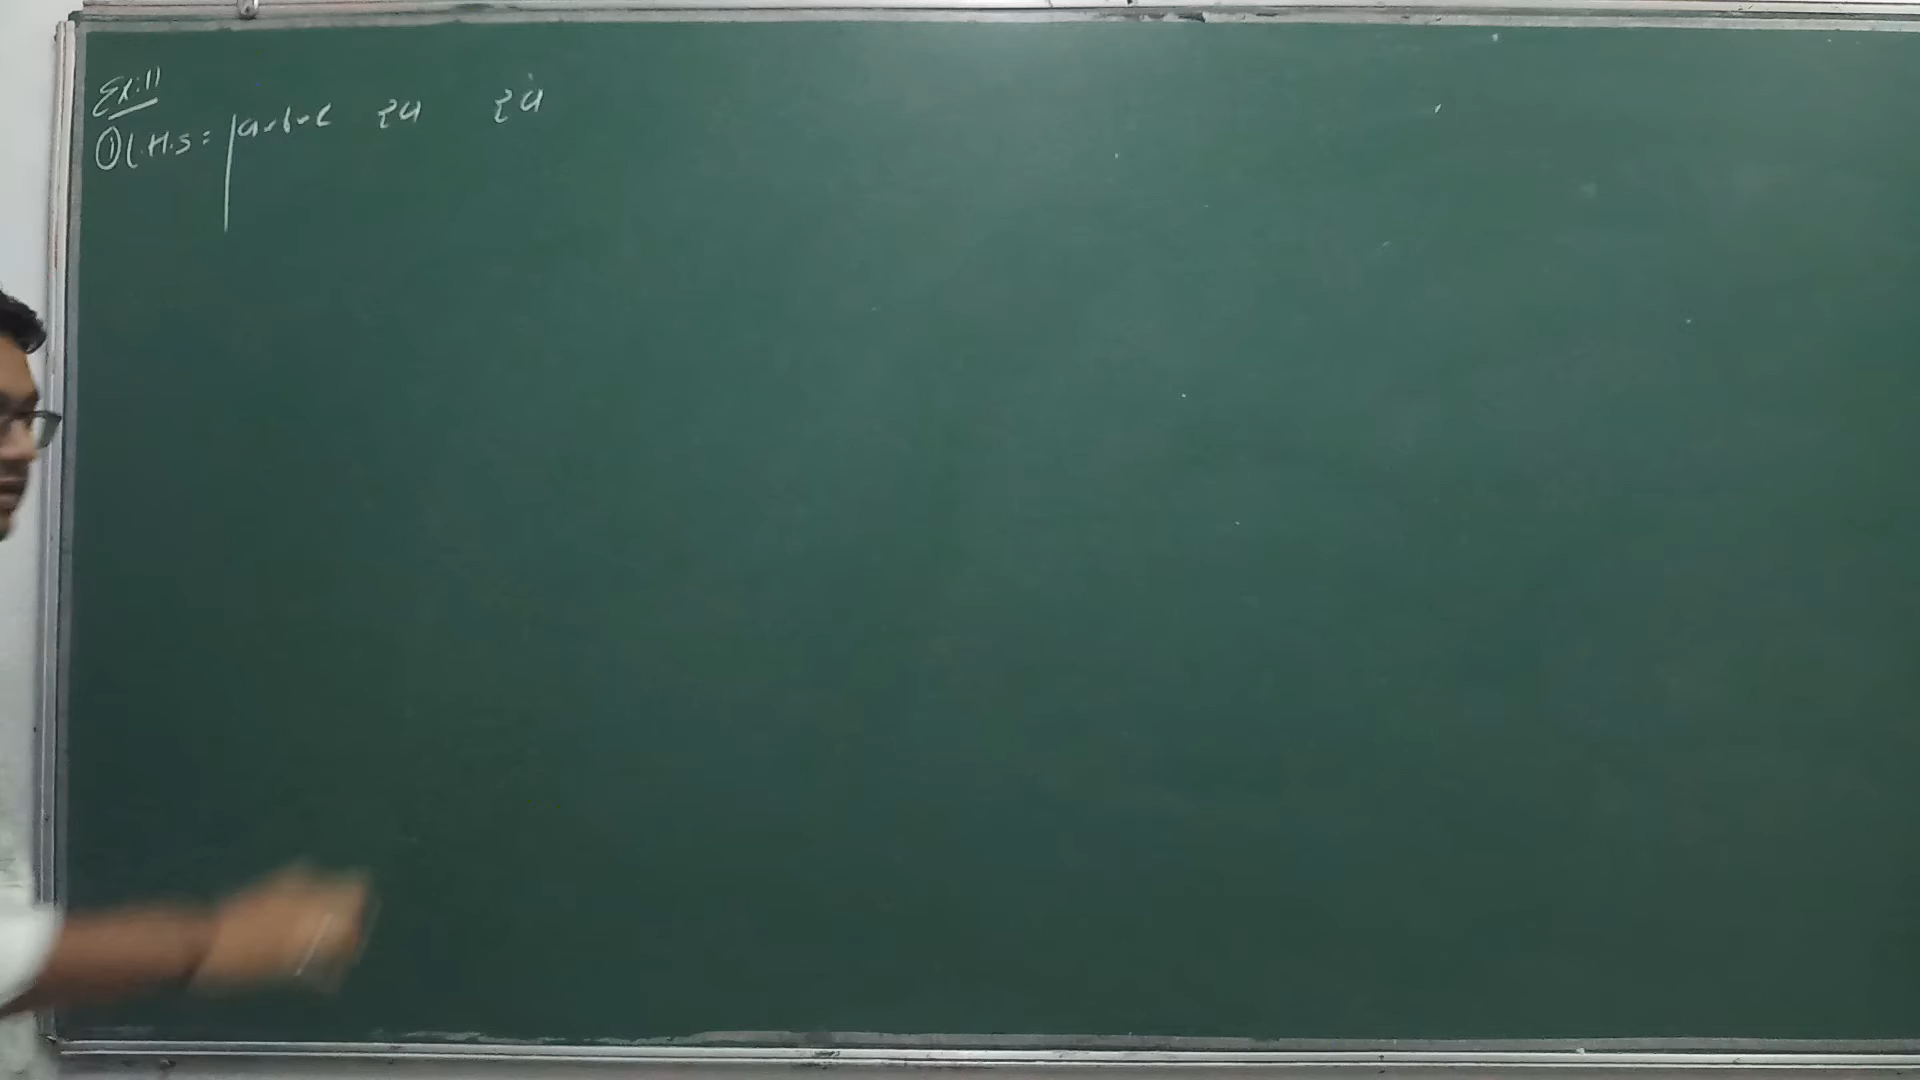 Ex:11
① L.H.S = | a-b-c 2a 2a